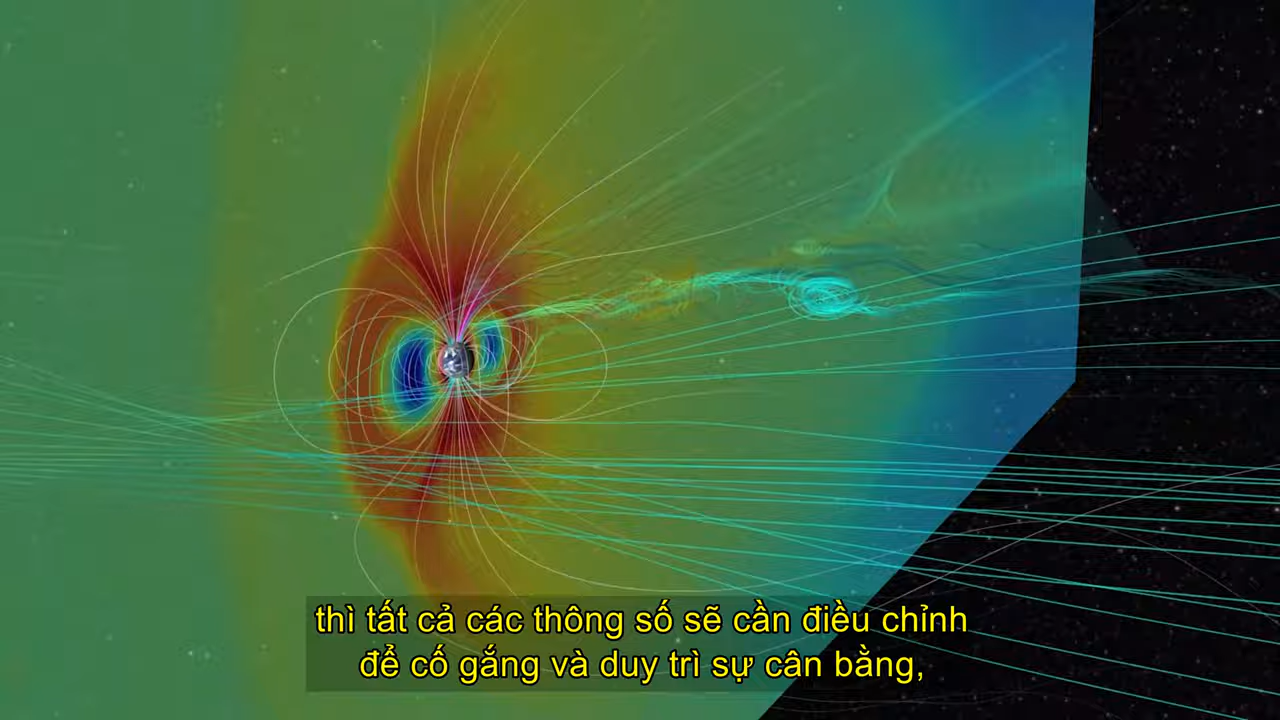 thì tất cả các thông số sẽ cần điều chỉnh
để cố gắng và duy trì sự cân bằng,